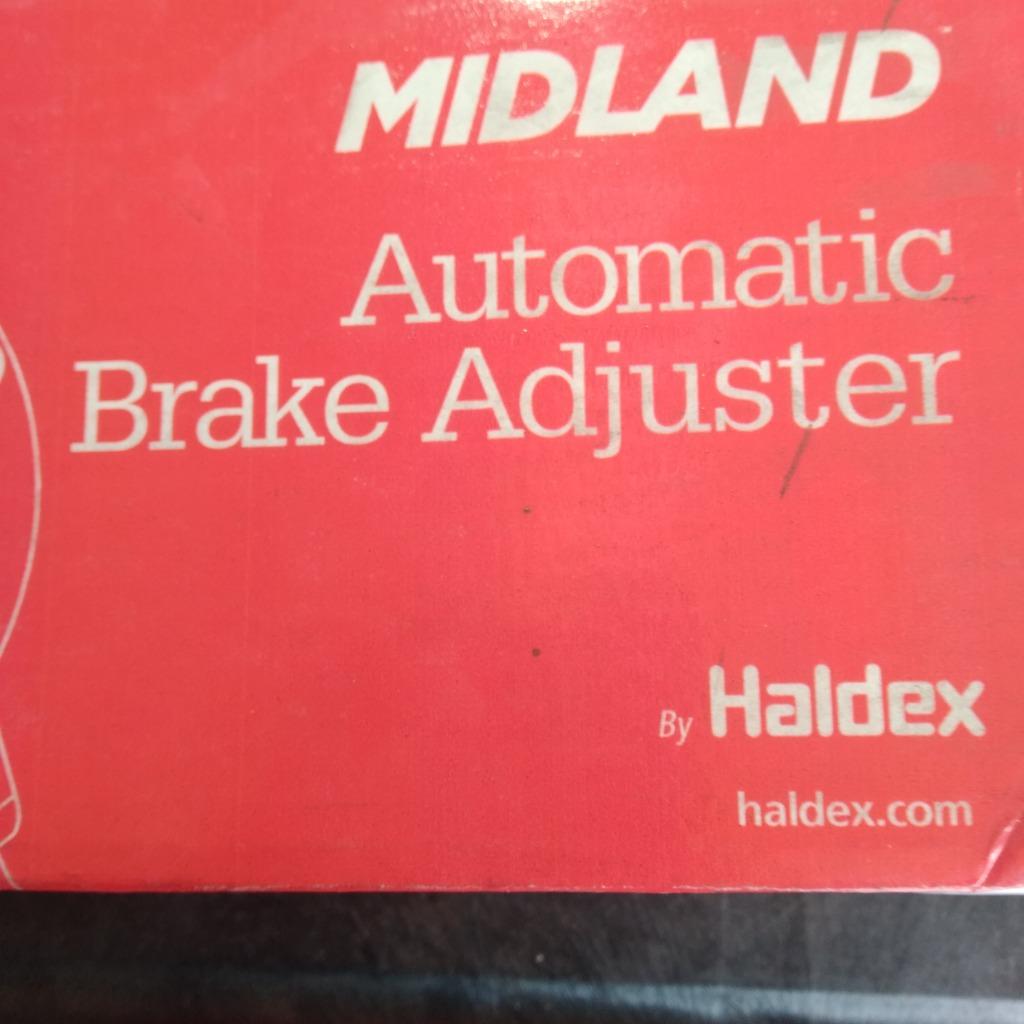 MIDLAND
Automatic
Brake Adjuster
By Haldex
haldex.com